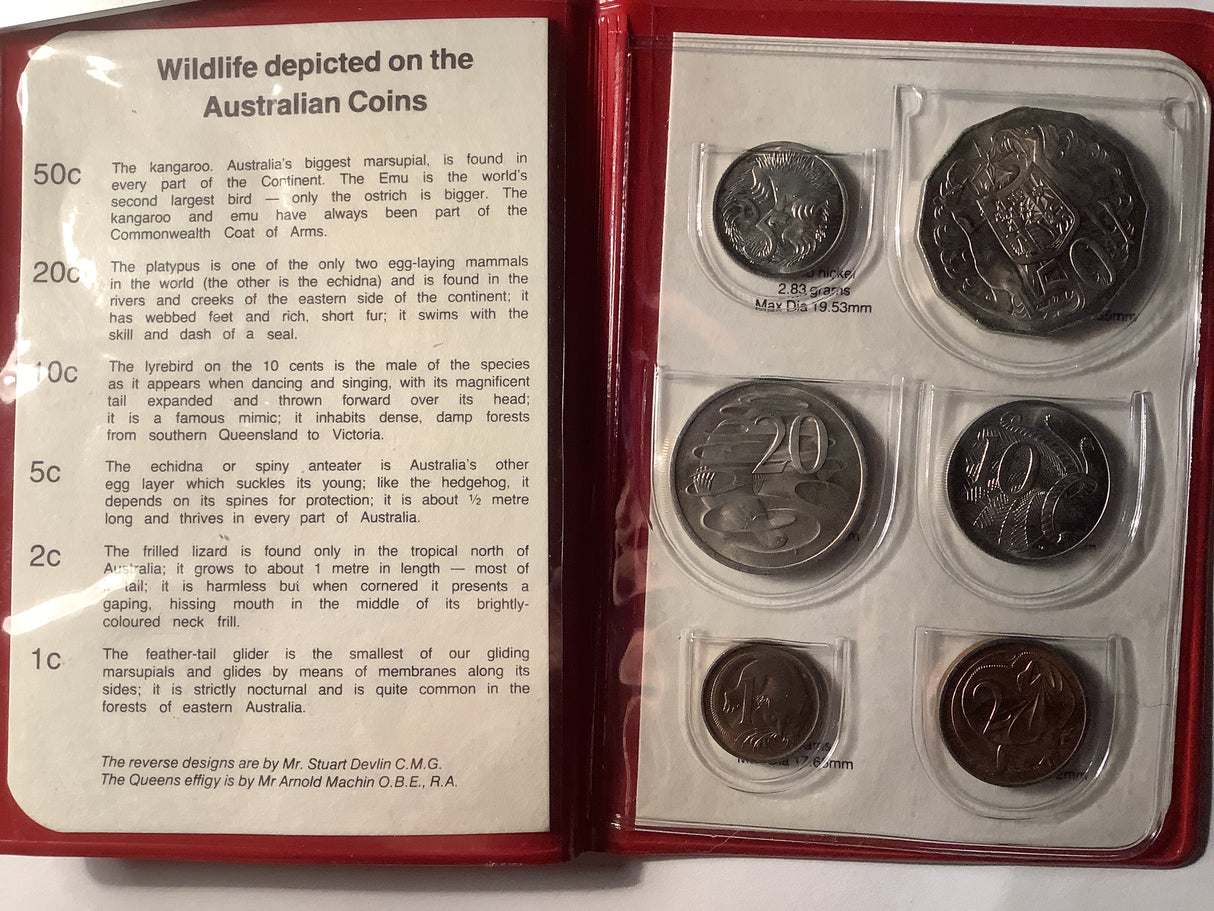 Wildlife depicted on the
Australian Coins
50c
The kangaroo. Australia's biggest marsupial, is found in
every part of the Continent. The Emu is the world's
second largest bird — only the ostrich is bigger. The
kangaroo and emu have always been part of the
Commonwealth Coat of Arms.
20c
The platypus is one of the only two egg-laying mammals
in the world (the other is the echidna) and is found in the
rivers and creeks of the eastern side of the continent; it
has webbed feet and rich, short fur; it swims with the
skill and dash of a seal.
10c
The lyrebird on the 10 cents is the male of the species
as it appears when dancing and singing, with its magnificent
tail expanded and thrown forward over its head;
it is a famous mimic; it inhabits dense, damp forests
from southern Queensland to Victoria.
5c
The echidna or spiny anteater is Australia's other
egg layer which suckles its young; like the hedgehog, it
depends on its spines for protection; it is about ½ metre
long and thrives in every part of Australia.
2c
The frilled lizard is found only in the tropical north of
Australia; it grows to about 1 metre in length — most of
tail; it is harmless but when cornered it presents a
gaping, hissing mouth in the middle of its brightly-
coloured neck frill.
1c
The feather-tail glider is the smallest of our gliding
marsupials and glides by means of membranes along its
sides; it is strictly nocturnal and is quite common in the
forests of eastern Australia.
The reverse designs are by Mr. Stuart Devlin C.M.G.
The Queens effigy is by Mr Arnold Machin O.B.E., R.A.
nickel
2.83 grams
Max Dia 19.53mm
50
20
10
1
Dia 17.65mm
2